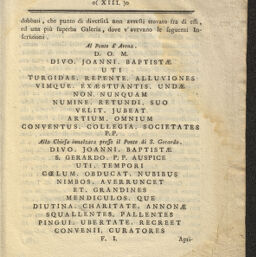 o( XIII. )o
dobbati, che punto di diversità non avresti trovato fra di essi,
ed una più superba Galeria, dove v'avevano le seguenti In-
scrizioni.
Al Ponte d'Arena.
D. O. M.
DIVO. JOANNI. BAPTISTÆ
UTI
TURGIDAS, REPENTE. ALLUVIONES
VIMQUE. EXÆSTUANTIS. UNDÆ
NON. NUNQUAM
NUMINE, RETUNDI. SUO
VELIT. JUBEAT
ARTIUM. OMNIUM
CONVENTUS. COLLEGIA. SOCIETATES
P. P.
Alla Chiesa innalzata presso il Ponte di S. Gerardo.
DIVO. JOANNI. BAPTISTÆ
S. GERARDO. P. P. AUSPICE
UTI. TEMPORI
CŒLUM. OBDUCAT. NUBIBUS
NIMBOS. AVERRUNCET
ET. GRANDINES
MENDICULOS. QUE
DIUTINA. CHARITATE. ANNONÆ
SQUALLENTES. PALLENTES
PINGUI. UBERTATE. RECREET
CONVENII. CURATORES
F. I.